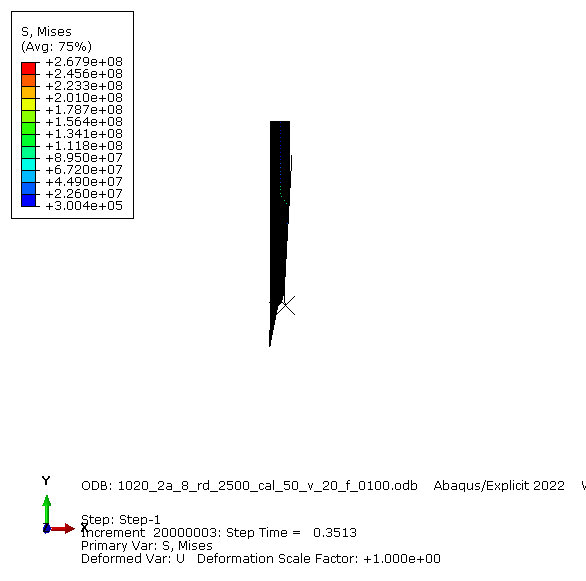 S, Mises
(Avg: 75%)
+2.679e+08
+2.456e+08
+2.233e+08
+2.010e+08
+1.787e+08
+1.564e+08
+1.341e+08
+1.118e+08
+8.950e+07
+6.720e+07
+4.490e+07
+2.260e+07
+3.004e+05
Y
X
ODB: 1020_2a_8_rd_2500_cal_50_v_20_f_0100.odb Abaqus/Explicit 2022
Step: Step-1
Increment 20000003: Step Time = 0.3513
Primary Var: S, Mises
Deformed Var: U Deformation Scale Factor: +1.000e+00